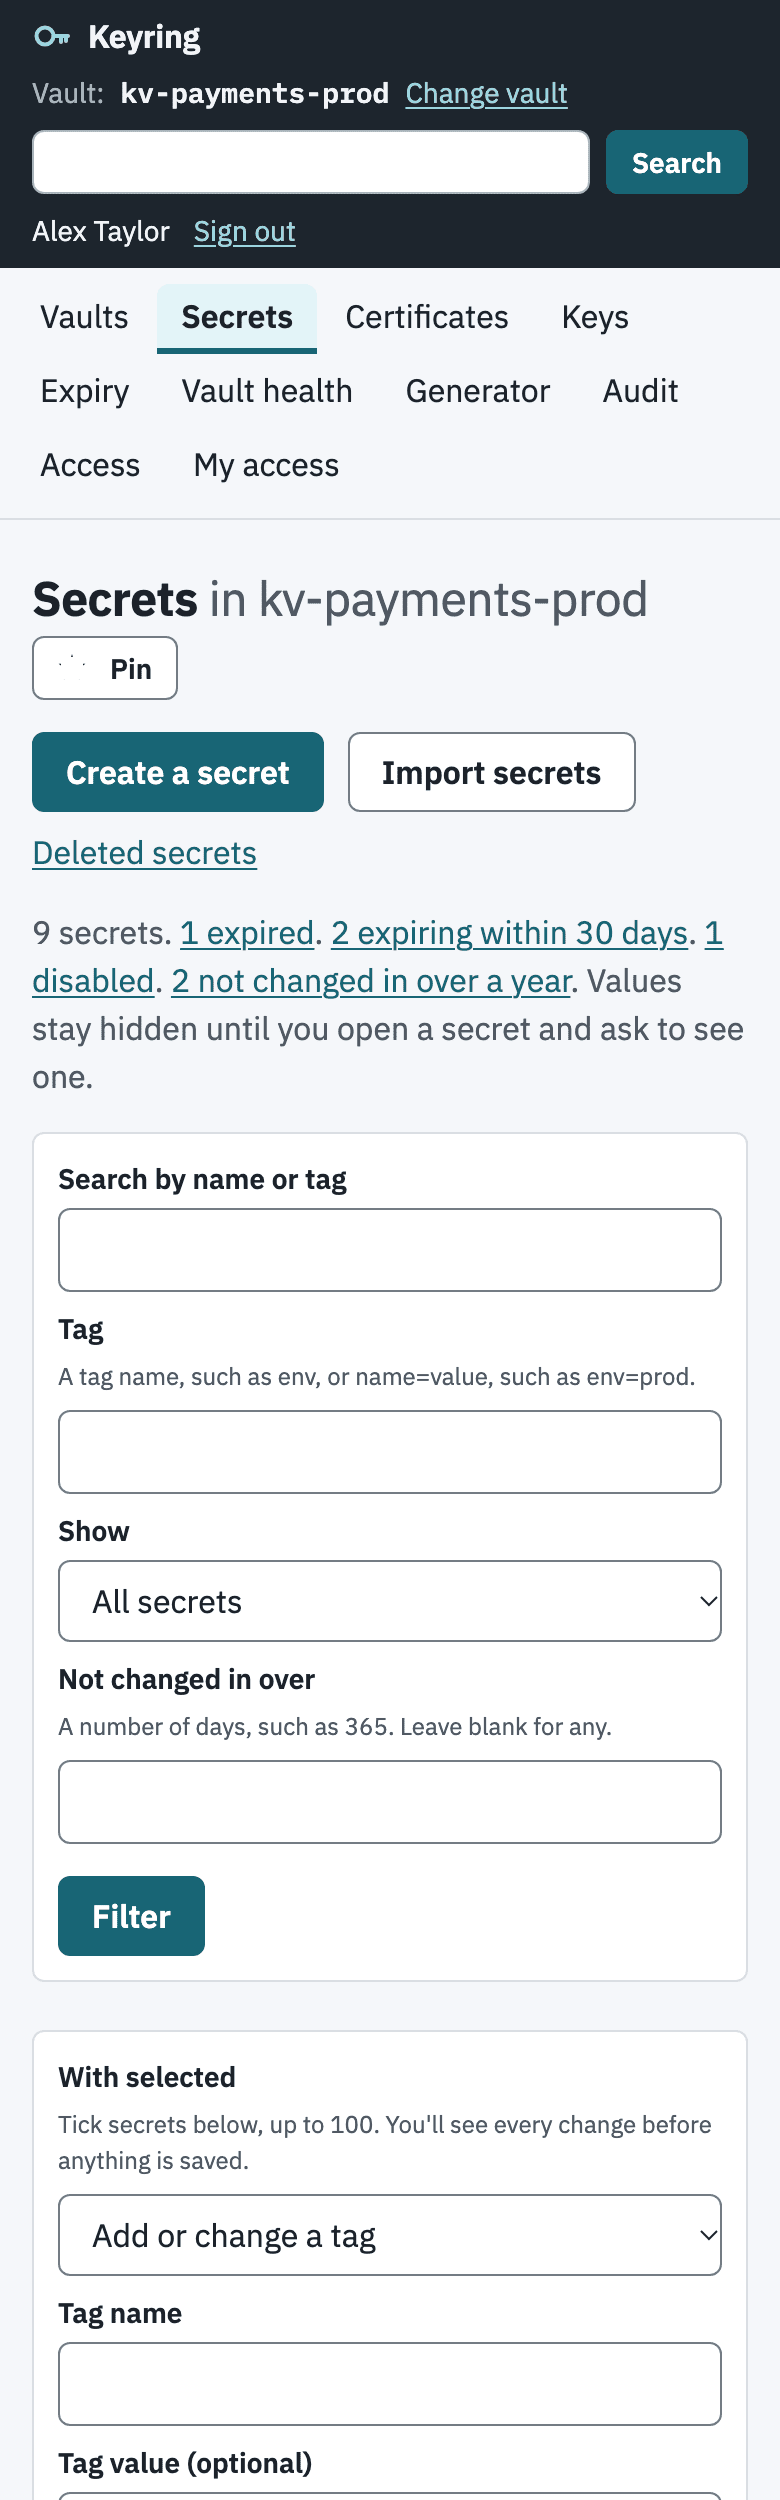 Keyring
Vault: kv-payments-prod Change vault
Search
Alex Taylor Sign out
Vaults Secrets Certificates Keys
Expiry Vault health Generator Audit
Access My access
Secrets in kv-payments-prod
Pin
Create a secret Import secrets
Deleted secrets
9 secrets. 1 expired. 2 expiring within 30 days. 1
disabled. 2 not changed in over a year. Values
stay hidden until you open a secret and ask to see
one.
Search by name or tag
Tag
A tag name, such as env, or name=value, such as env=prod.
Show
All secrets
Not changed in over
A number of days, such as 365. Leave blank for any.
Filter
With selected
Tick secrets below, up to 100. You'll see every change before
anything is saved.
Add or change a tag
Tag name
Tag value (optional)